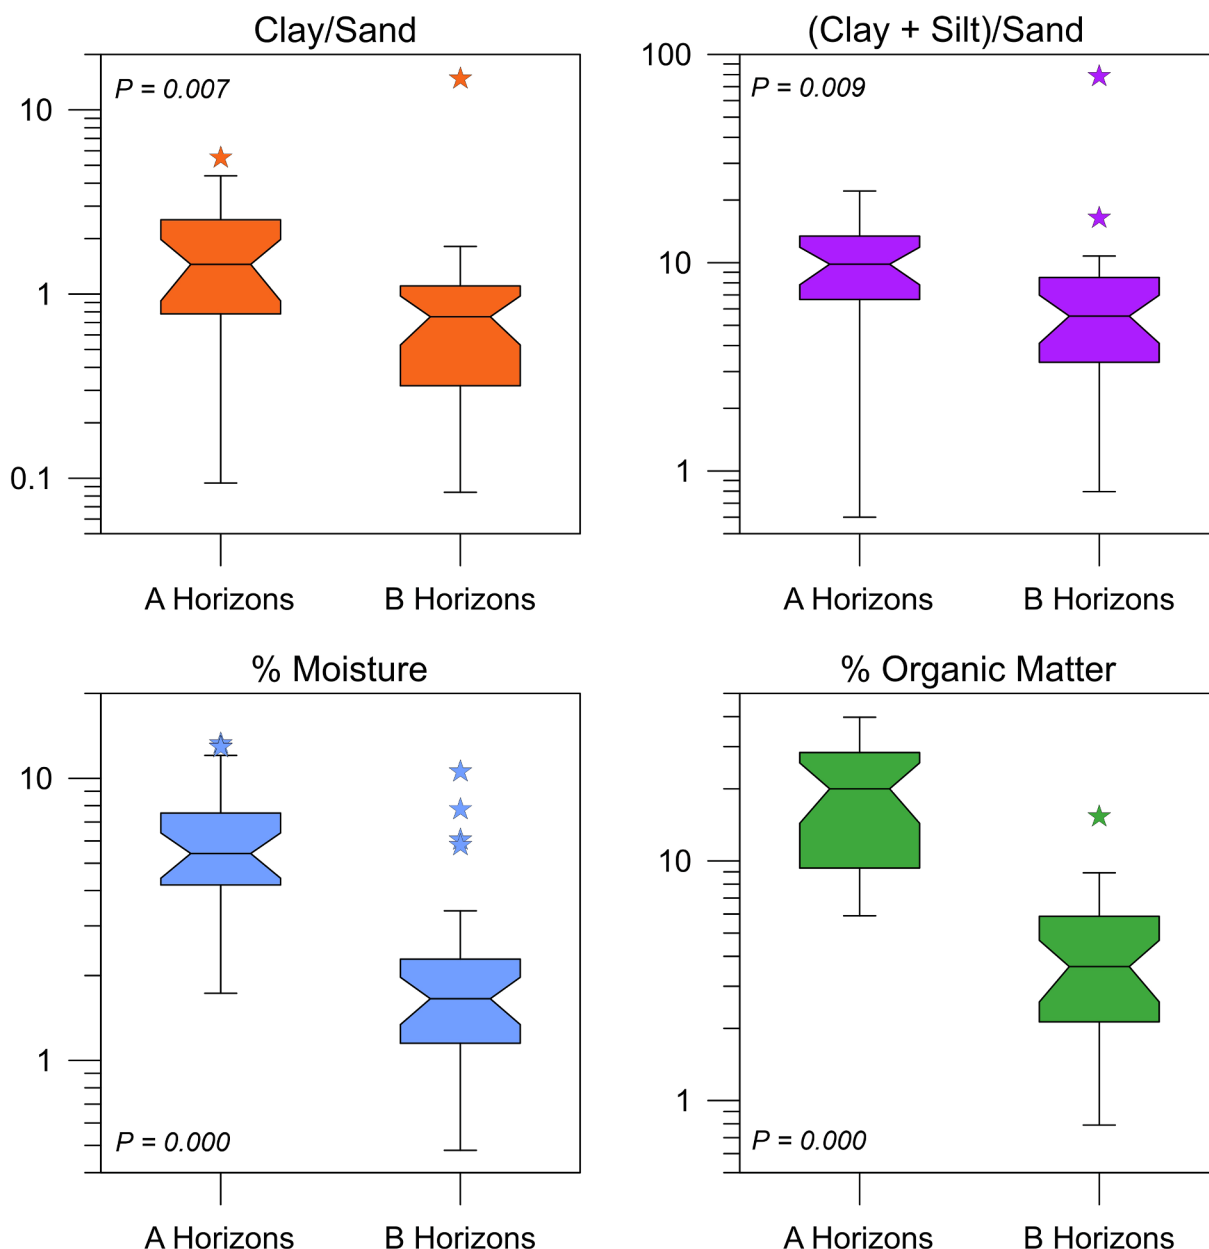 Clay/Sand
P = 0.007
10
1
0.1
A Horizons
B Horizons
(Clay + Silt)/Sand
P = 0.009
100
10
1
A Horizons
B Horizons
% Moisture
10
1
P = 0.000
A Horizons
B Horizons
% Organic Matter
10
1
P = 0.000
A Horizons
B Horizons